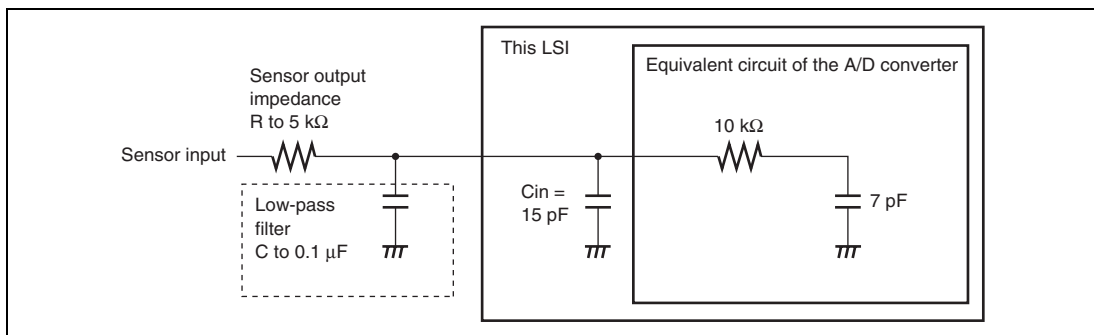 This LSI
Equivalent circuit of the A/D converter
Sensor output
impedance
R to 5 kΩ
10 kΩ
Sensor input
Cin =
15 pF
7 pF
Low-pass
filter
C to 0.1 μF